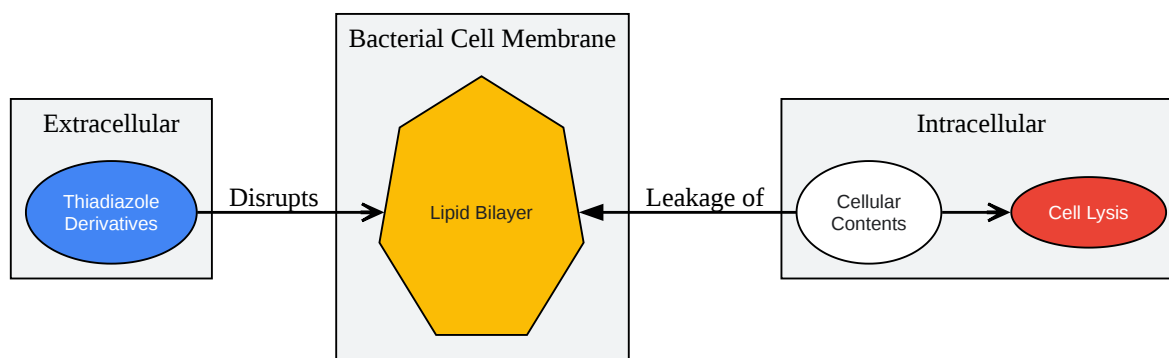 Bacterial Cell Membrane
Extracellular
Thiadiazole
Derivatives
Disrupts
Lipid Bilayer
Leakage of
Intracellular
Cellular
Contents
Cell Lysis